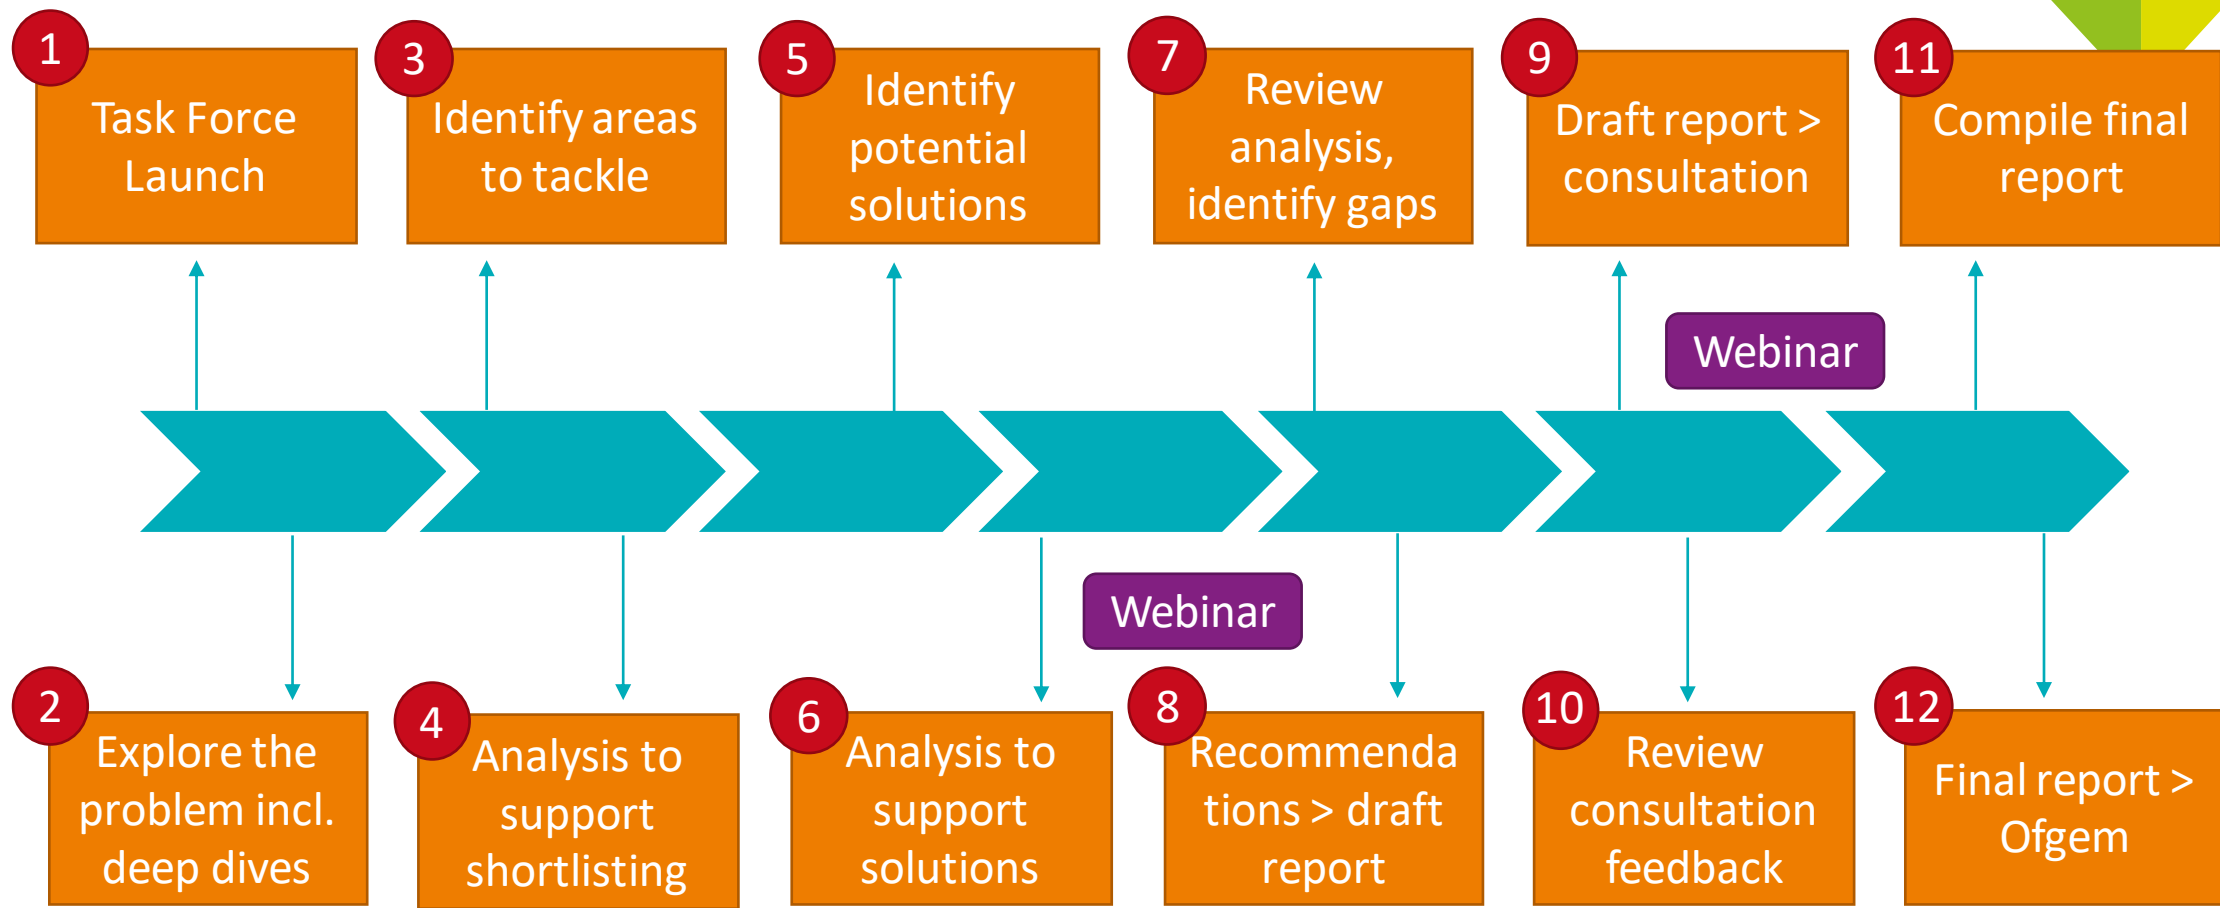 1
Task Force
Launch
3
Identify areas
to tackle
5
Identify
potential
solutions
7
Review
analysis,
identify gaps
9
Draft report >
consultation
11
Compile final
report
Webinar
Webinar
2
Explore the
problem incl.
deep dives
4
Analysis to
support
shortlisting
6
Analysis to
support
solutions
8
Recommenda
tions > draft
report
10
Review
consultation
feedback
12
Final report >
Ofgem